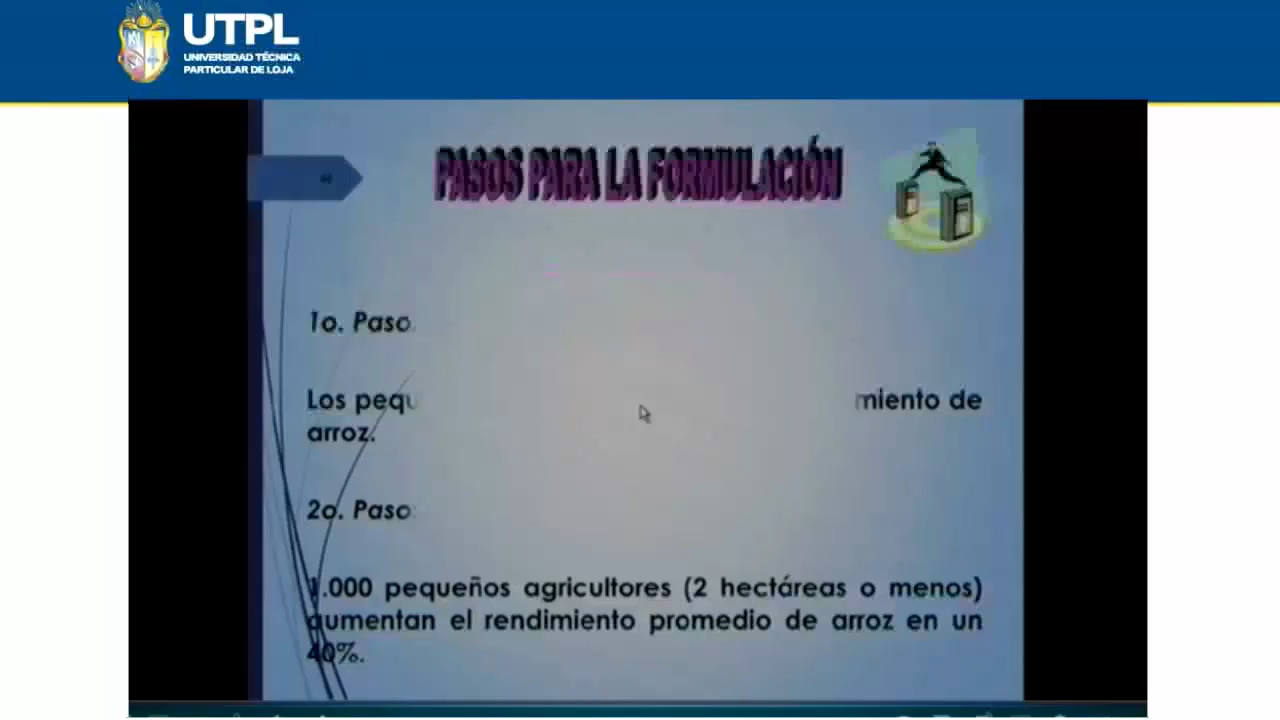 UTPL
UNIVERSIDAD TÉCNICA
PARTICULAR DE LOJA
PASOS PARA LA FORMULACIÓN
1o. Paso
Los pequ miento de
arroz.
2o. Paso:
1.000 pequeños agricultores (2 hectáreas o menos)
aumentan el rendimiento promedio de arroz en un
40%.